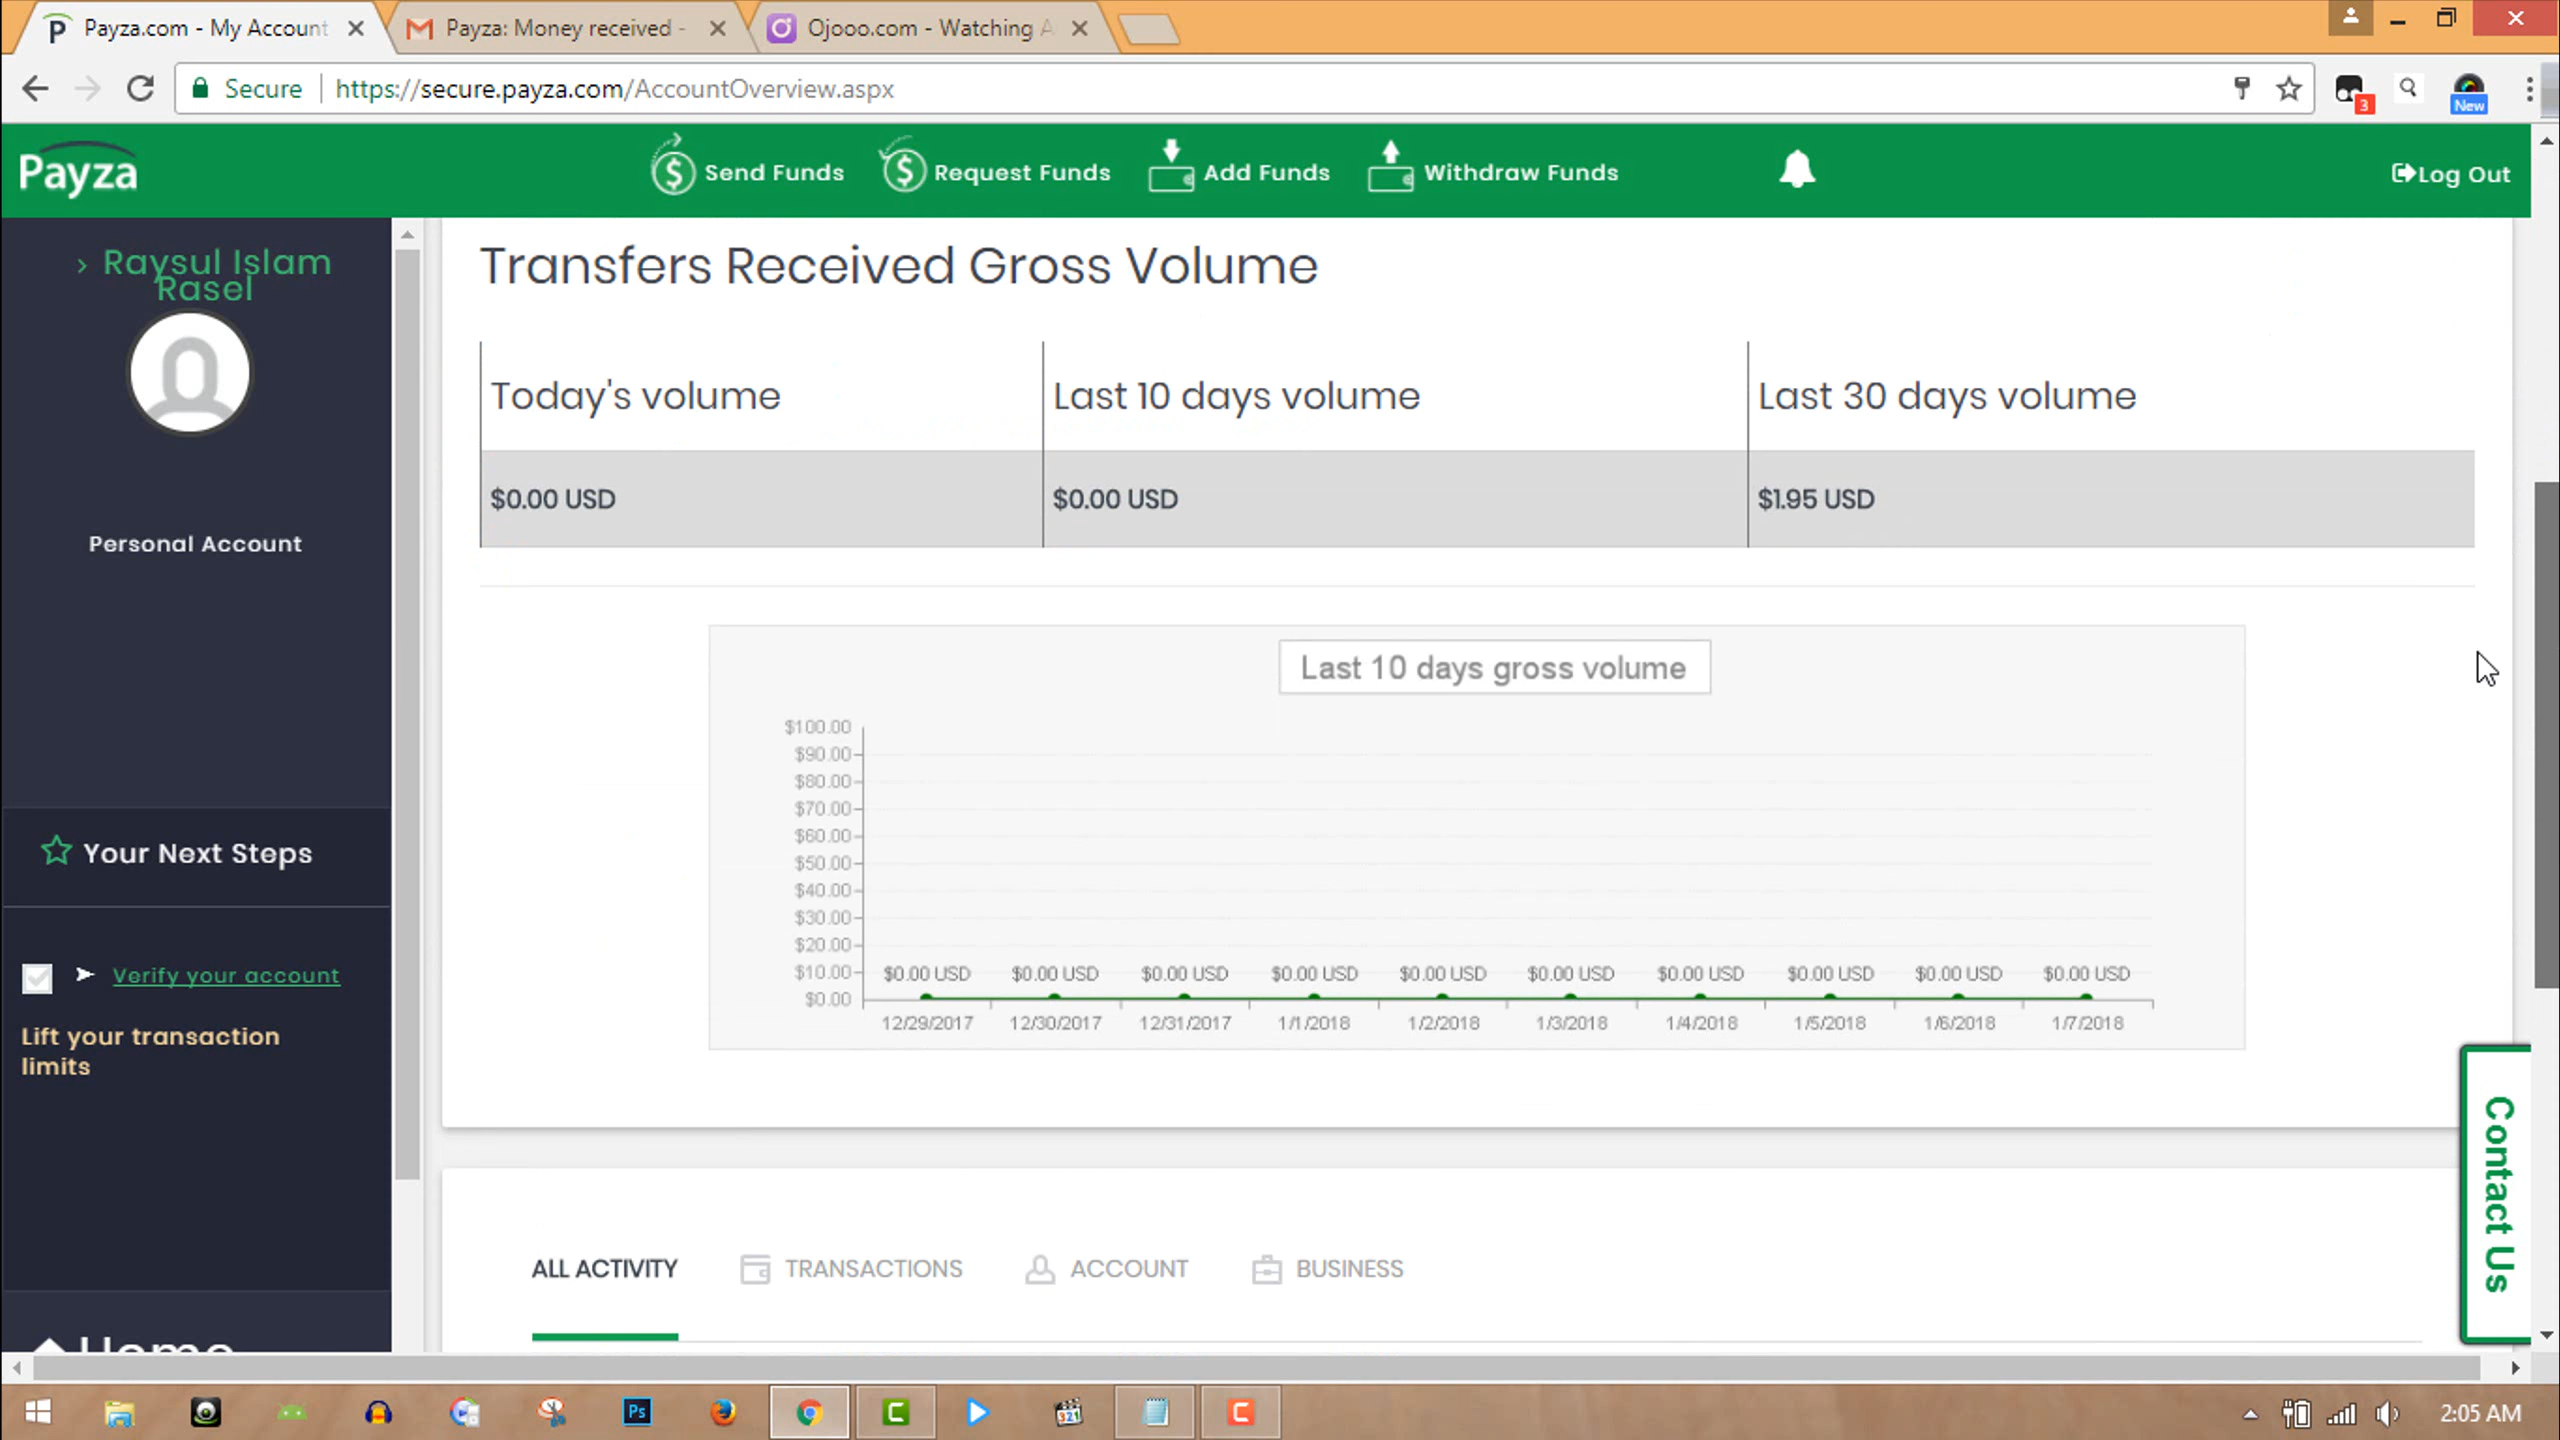 Payza.com - My Account
Payza: Money received -
Ojooo.com - Watching A
Secure
https://secure.payza.com/AccountOverview.aspx
3
New
Payza
Send Funds
Request Funds
Add Funds
Withdraw Funds
Log Out
› Raysul Islam
Rasel
Personal Account
Your Next Steps
Verify your account
Lift your transaction
limits
Home
Transfers Received Gross Volume
Today's volume
Last 10 days volume
Last 30 days volume
$0.00 USD
$0.00 USD
$1.95 USD
Last 10 days gross volume
$100.00
$90.00
$80.00
$70.00
$60.00
$50.00
$40.00
$30.00
$20.00
$10.00
$0.00
$0.00 USD $0.00 USD $0.00 USD $0.00 USD $0.00 USD $0.00 USD $0.00 USD $0.00 USD $0.00 USD $0.00 USD
12/29/2017 12/30/2017 12/31/2017 1/1/2018 1/2/2018 1/3/2018 1/4/2018 1/5/2018 1/6/2018 1/7/2018
Contact Us
ALL ACTIVITY
TRANSACTIONS
ACCOUNT
BUSINESS
Ps
321
2:05 AM